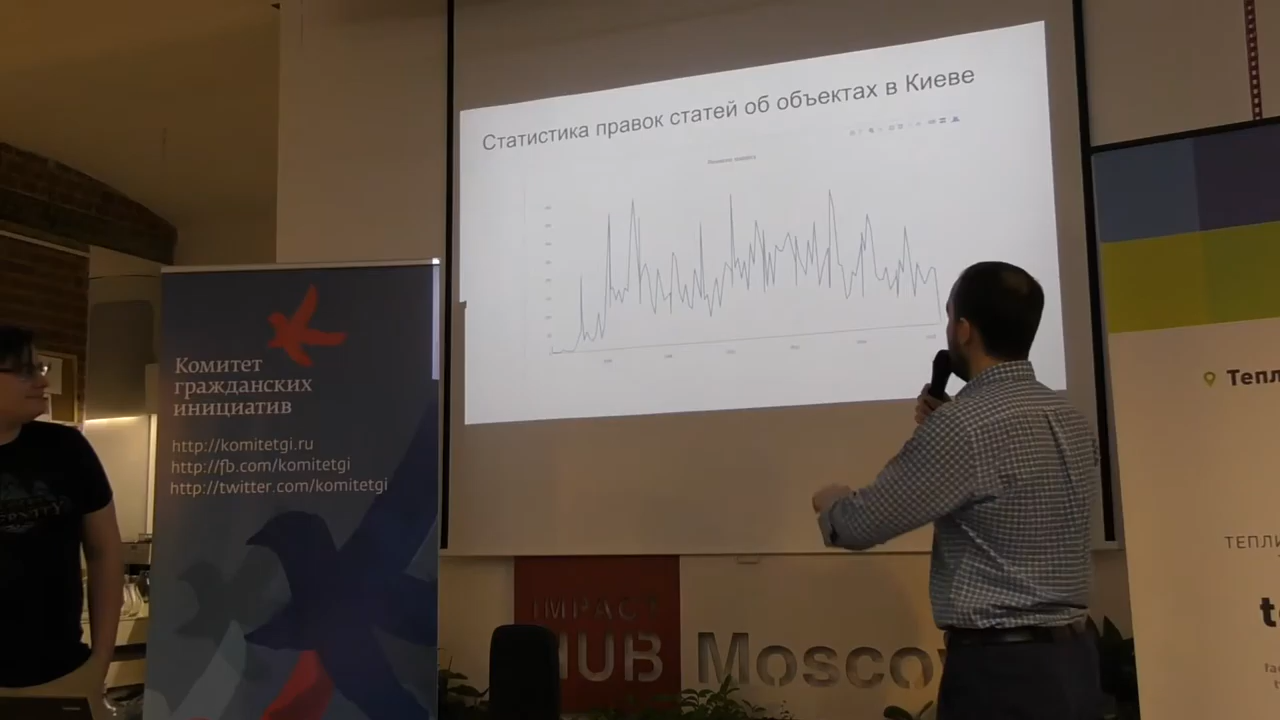 Статистика правок статей об объектах в Киеве
Комитет
гражданских
инициатив
http://komitetgi.ru
http://fb.com/komitetgi
http://twitter.com/komitetgi
IMPACT
HUB Moscow
Тепл
ТЕПЛИ